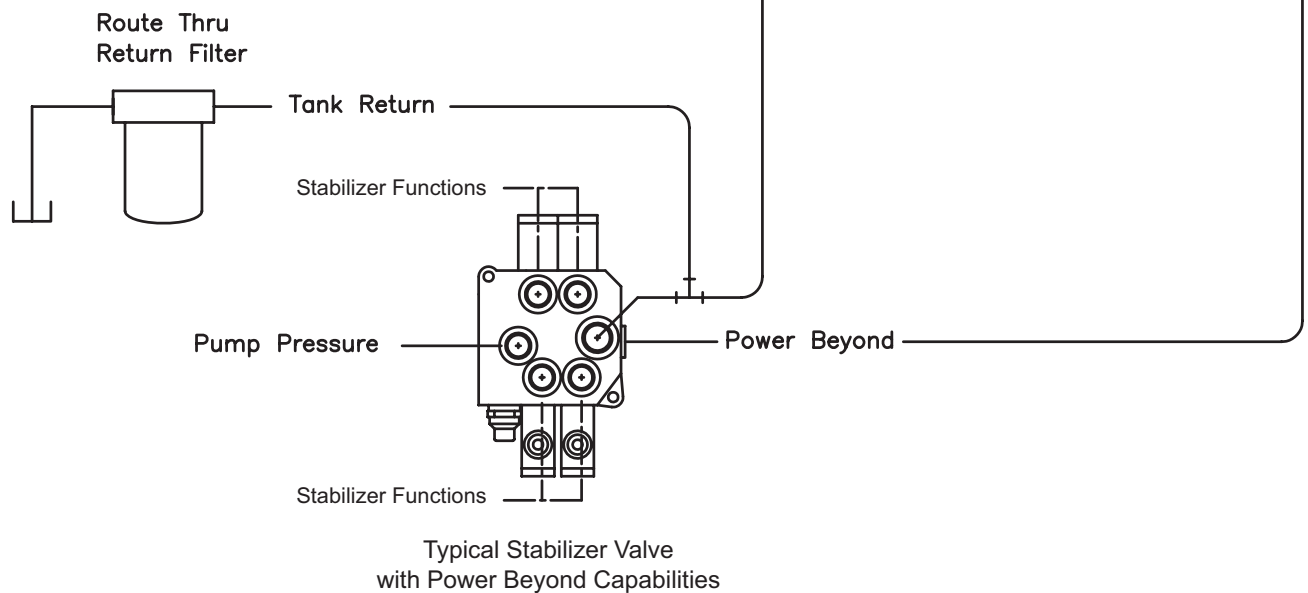 Route Thru
Return Filter
Tank Return
Stabilizer Functions
Pump Pressure
Power Beyond
Stabilizer Functions
Typical Stabilizer Valve
with Power Beyond Capabilities